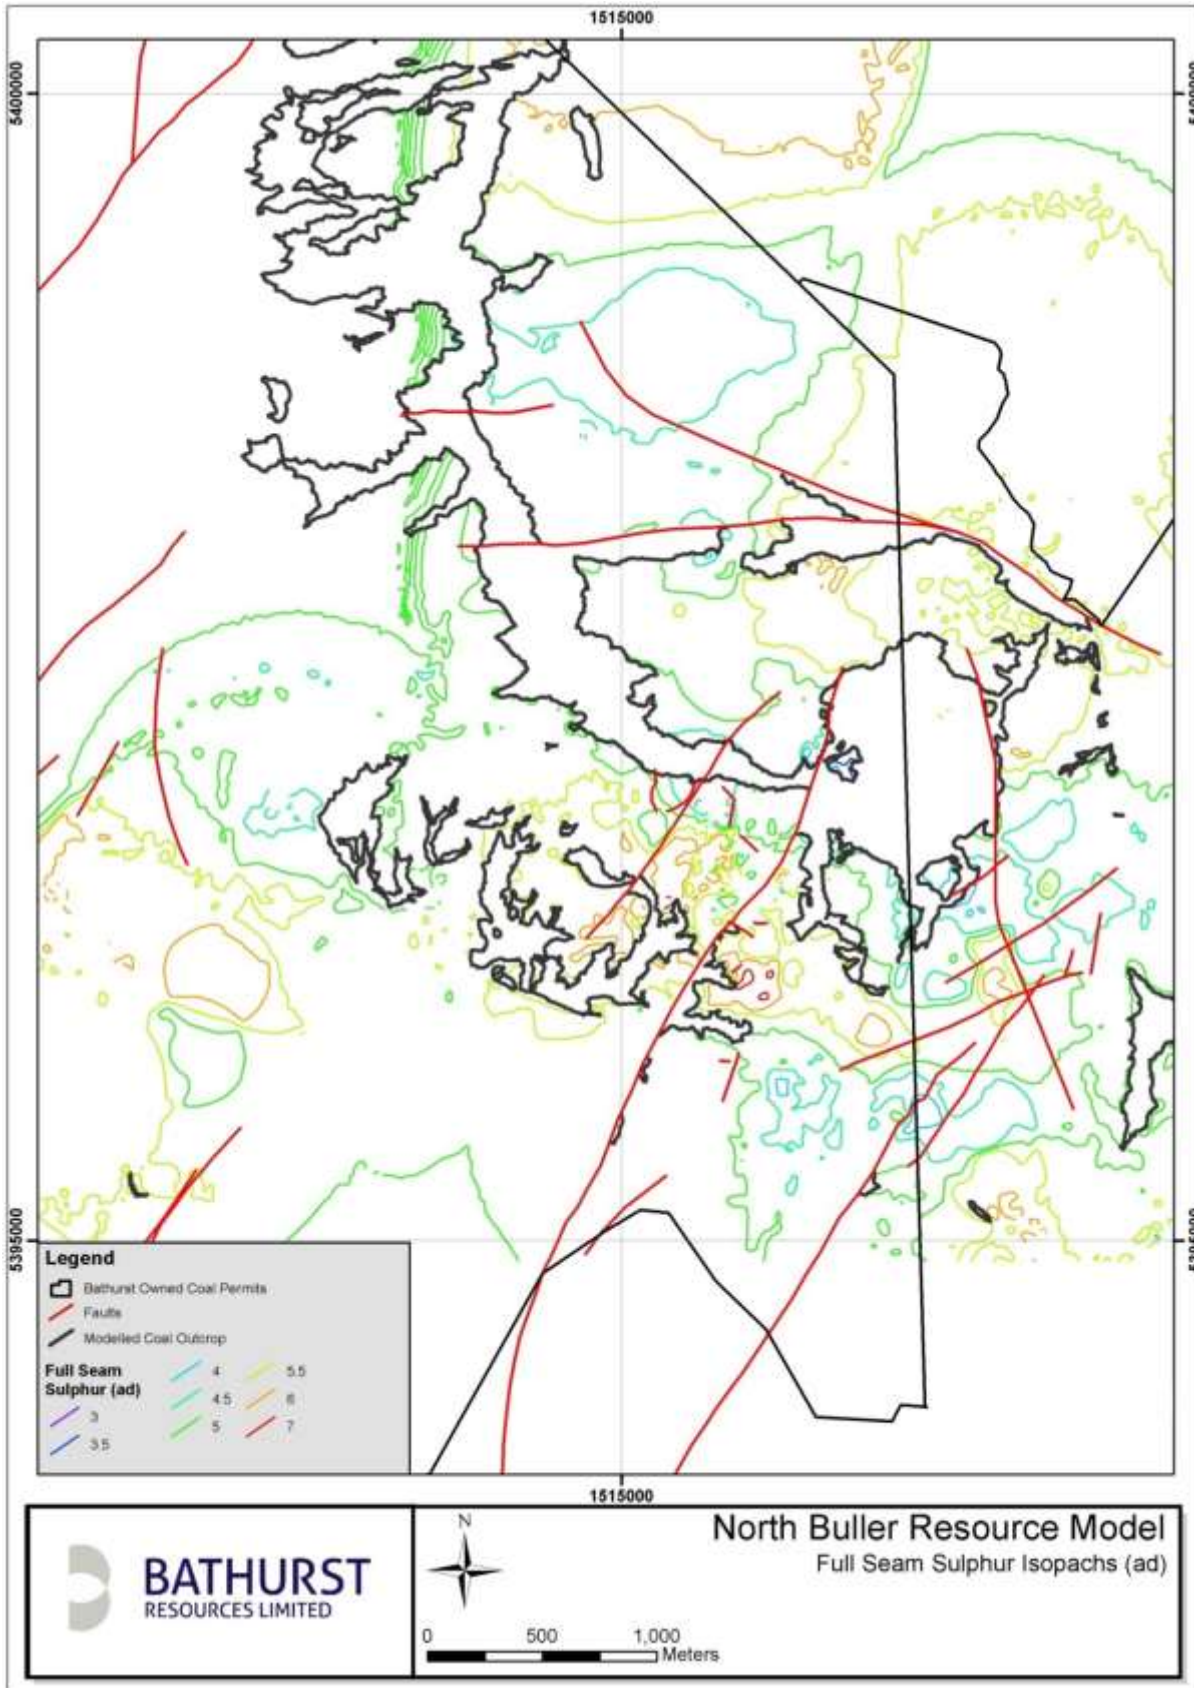 1515000
5400000
5400000
5395000
5395000
Legend
Bathurst Owned Coal Permits
Faults
Modelled Coal Outcrop
Full Seam
Sulphur (ad)
3
3.5
4
4.5
5
5.5
6
7
1515000
BATHURST
RESOURCES LIMITED
N
0 500 1,000
Meters
North Buller Resource Model
Full Seam Sulphur Isopachs (ad)